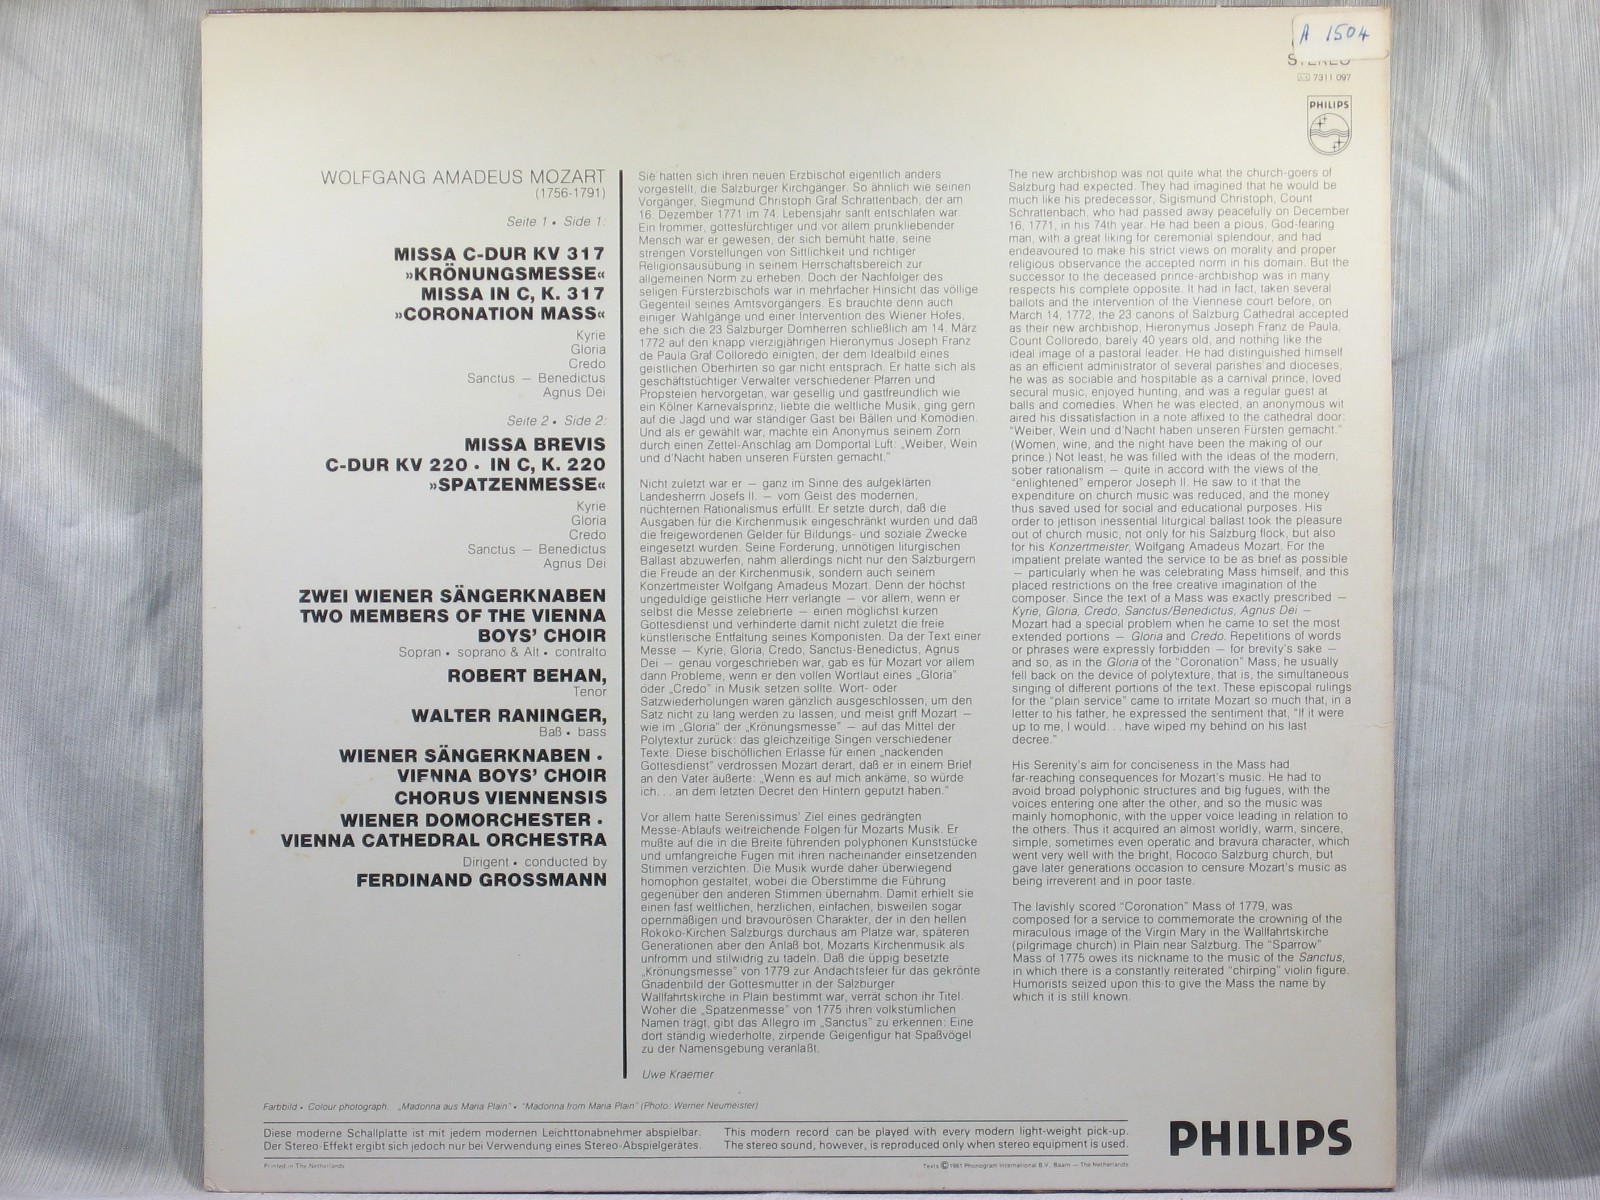 A 1504
STEREO
7311 097
PHILIPS
WOLFGANG AMADEUS MOZART
(1756-1791)
Seite 1 • Side 1:
MISSA C-DUR KV 317
»KRÖNUNGSMESSE«
MISSA IN C, K. 317
»CORONATION MASS«
Kyrie
Gloria
Credo
Sanctus — Benedictus
Agnus Dei
Seite 2 • Side 2:
MISSA BREVIS
C-DUR KV 220 • IN C, K. 220
»SPATZENMESSE«
Kyrie
Gloria
Credo
Sanctus — Benedictus
Agnus Dei
ZWEI WIENER SÄNGERKNABEN
TWO MEMBERS OF THE VIENNA
BOYS' CHOIR
Sopran • soprano & Alt • contralto
ROBERT BEHAN,
Tenor
WALTER RANINGER,
Baß • bass
WIENER SÄNGERKNABEN •
VIENNA BOYS' CHOIR
CHORUS VIENNENSIS
WIENER DOMORCHESTER •
VIENNA CATHEDRAL ORCHESTRA
Dirigent • conducted by
FERDINAND GROSSMANN
Sie hatten sich ihren neuen Erzbischof eigentlich anders
vorgestellt, die Salzburger Kirchgänger. So ähnlich wie seinen
Vorgänger, Siegmund Christoph Graf Schrattenbach, der am
16. Dezember 1771 im 74. Lebensjahr sanft entschlafen war.
Ein frommer, gottesfürchtiger und vor allem prunkliebender
Mensch war er gewesen, der sich bemüht hatte, seine
strengen Vorstellungen von Sittlichkeit und richtiger
Religionsausübung in seinem Herrschaftsbereich zur
allgemeinen Norm zu erheben. Doch der Nachfolger des
seligen Fürsterzbischofs war in mehrfacher Hinsicht das völlige
Gegenteil seines Amtsvorgängers. Es brauchte denn auch
einiger Wahlgänge und einer Intervention des Wiener Hofes,
ehe sich die 23 Salzburger Domherren schließlich am 14. März
1772 auf den knapp vierzigjährigen Hieronymus Joseph Franz
de Paula Graf Colloredo einigten, der dem Idealbild eines
geistlichen Oberhirten so gar nicht entsprach. Er hatte sich als
geschäftstüchtiger Verwalter verschiedener Pfarren und
Propsteien hervorgetan, war gesellig und gastfreundlich wie
ein Kölner Karnevalsprinz, liebte die weltliche Musik, ging gern
auf die Jagd und war ständiger Gast bei Bällen und Komödien.
Und als er gewählt war, machte ein Anonymus seinem Zorn
durch einen Zettel-Anschlag am Domportal Luft: „Weiber, Wein
und d'Nacht haben unseren Fürsten gemacht."
Nicht zuletzt war er — ganz im Sinne des aufgeklärten
Landesherrn Josefs II. — vom Geist des modernen,
nüchternen Rationalismus erfüllt. Er setzte durch, daß die
Ausgaben für die Kirchenmusik eingeschränkt wurden und daß
die freigewordenen Gelder für Bildungs- und soziale Zwecke
eingesetzt wurden. Seine Forderung, unnötigen liturgischen
Ballast abzuwerfen, nahm allerdings nicht nur den Salzburgern
die Freude an der Kirchenmusik, sondern auch seinem
Konzertmeister Wolfgang Amadeus Mozart. Denn der höchst
ungeduldige geistliche Herr verlangte — vor allem, wenn er
selbst die Messe zelebrierte — einen möglichst kurzen
Gottesdienst und verhinderte damit nicht zuletzt die freie
künstlerische Entfaltung seines Komponisten. Da der Text einer
Messe — Kyrie, Gloria, Credo, Sanctus-Benedictus, Agnus
Dei — genau vorgeschrieben war, gab es für Mozart vor allem
dann Probleme, wenn er den vollen Wortlaut eines „Gloria"
oder „Credo" in Musik setzen sollte. Wort- oder
Satzwiederholungen waren gänzlich ausgeschlossen, um den
Satz nicht zu lang werden zu lassen, und meist griff Mozart —
wie im „Gloria" der „Krönungsmesse" — auf das Mittel der
Polytextur zurück: das gleichzeitige Singen verschiedener
Texte. Diese bischöflichen Erlasse für einen „nackenden
Gottesdienst" verdrossen Mozart derart, daß er in einem Brief
an den Vater äußerte: „Wenn es auf mich ankäme, so würde
ich. . . an dem letzten Decret den Hintern geputzt haben."
Vor allem hatte Serenissimus' Ziel eines gedrängten
Messe-Ablaufs weitreichende Folgen für Mozarts Musik. Er
mußte auf die in die Breite führenden polyphonen Kunststücke
und umfangreiche Fugen mit ihren nacheinander einsetzenden
Stimmen verzichten. Die Musik wurde daher überwiegend
homophon gestaltet, wobei die Oberstimme die Führung
gegenüber den anderen Stimmen übernahm. Damit erhielt sie
einen fast weltlichen, herzlichen, einfachen, bisweilen sogar
opernmäßigen und bravourösen Charakter, der in den hellen
Rokoko-Kirchen Salzburgs durchaus am Platze war, späteren
Generationen aber den Anlaß bot, Mozarts Kirchenmusik als
unfromm und stilwidrig zu tadeln. Daß die üppig besetzte
„Krönungsmesse" von 1779 zur Andachtsfeier für das gekrönte
Gnadenbild der Gottesmutter in der Salzburger
Wallfahrtskirche in Plain bestimmt war, verrät schon ihr Titel.
Woher die „Spatzenmesse" von 1775 ihren volkstümlichen
Namen trägt, gibt das Allegro im „Sanctus" zu erkennen: Eine
dort ständig wiederholte, zirpende Geigenfigur hat Spaßvögel
zu der Namensgebung veranlaßt.
Uwe Kraemer
The new archbishop was not quite what the church-goers of
Salzburg had expected. They had imagined that he would be
much like his predecessor, Sigismund Christoph, Count
Schrattenbach, who had passed away peacefully on December
16, 1771, in his 74th year. He had been a pious, God-fearing
man, with a great liking for ceremonial splendour, and had
endeavoured to make his strict views on morality and proper
religious observance the accepted norm in his domain. But the
successor to the deceased prince-archbishop was in many
respects his complete opposite. It had in fact, taken several
ballots and the intervention of the Viennese court before, on
March 14, 1772, the 23 canons of Salzburg Cathedral accepted
as their new archbishop, Hieronymus Joseph Franz de Paula,
Count Colloredo, barely 40 years old, and nothing like the
ideal image of a pastoral leader. He had distinguished himself
as an efficient administrator of several parishes and dioceses,
he was as sociable and hospitable as a carnival prince, loved
secural music, enjoyed hunting, and was a regular guest at
balls and comedies. When he was elected, an anonymous wit
aired his dissatisfaction in a note affixed to the cathedral door:
"Weiber, Wein und d'Nacht haben unseren Fürsten gemacht."
(Women, wine, and the night have been the making of our
prince.) Not least, he was filled with the ideas of the modern,
sober rationalism — quite in accord with the views of the
"enlightened" emperor Joseph II. He saw to it that the
expenditure on church music was reduced, and the money
thus saved used for social and educational purposes. His
order to jettison inessential liturgical ballast took the pleasure
out of church music, not only for his Salzburg flock, but also
for his Konzertmeister, Wolfgang Amadeus Mozart. For the
impatient prelate wanted the service to be as brief as possible
— particularly when he was celebrating Mass himself, and this
placed restrictions on the free creative imagination of the
composer. Since the text of a Mass was exactly prescribed —
Kyrie, Gloria, Credo, Sanctus/Benedictus, Agnus Dei —
Mozart had a special problem when he came to set the most
extended portions — Gloria and Credo. Repetitions of words
or phrases were expressly forbidden — for brevity's sake —
and so, as in the Gloria of the "Coronation" Mass, he usually
fell back on the device of polytexture, that is, the simultaneous
singing of different portions of the text. These episcopal rulings
for the "plain service" came to irritate Mozart so much that, in a
letter to his father, he expressed the sentiment that, "If it were
up to me, I would. . . have wiped my behind on his last
decree."
His Serenity's aim for conciseness in the Mass had
far-reaching consequences for Mozart's music. He had to
avoid broad polyphonic structures and big fugues, with the
voices entering one after the other, and so the music was
mainly homophonic, with the upper voice leading in relation to
the others. Thus it acquired an almost worldly, warm, sincere,
simple, sometimes even operatic and bravura character, which
went very well with the bright, Rococo Salzburg church, but
gave later generations occasion to censure Mozart's music as
being irreverent and in poor taste.
The lavishly scored "Coronation" Mass of 1779, was
composed for a service to commemorate the crowning of the
miraculous image of the Virgin Mary in the Wallfahrtskirche
(pilgrimage church) in Plain near Salzburg. The "Sparrow"
Mass of 1775 owes its nickname to the music of the Sanctus,
in which there is a constantly reiterated "chirping" violin figure.
Humorists seized upon this to give the Mass the name by
which it is still known.
Farbbild • Colour photograph: „Madonna aus Maria Plain" • "Madonna from Maria Plain" (Photo: Werner Neumeister)
Diese moderne Schallplatte ist mit jedem modernen Leichttonabnehmer abspielbar.
Der Stereo-Effekt ergibt sich jedoch nur bei Verwendung eines Stereo-Abspielgerätes.
This modern record can be played with every modern light-weight pick-up.
The stereo sound, however, is reproduced only when stereo equipment is used.
PHILIPS
Printed in The Netherlands
Texts © 1981 Phonogram International B.V., Baarn — The Netherlands